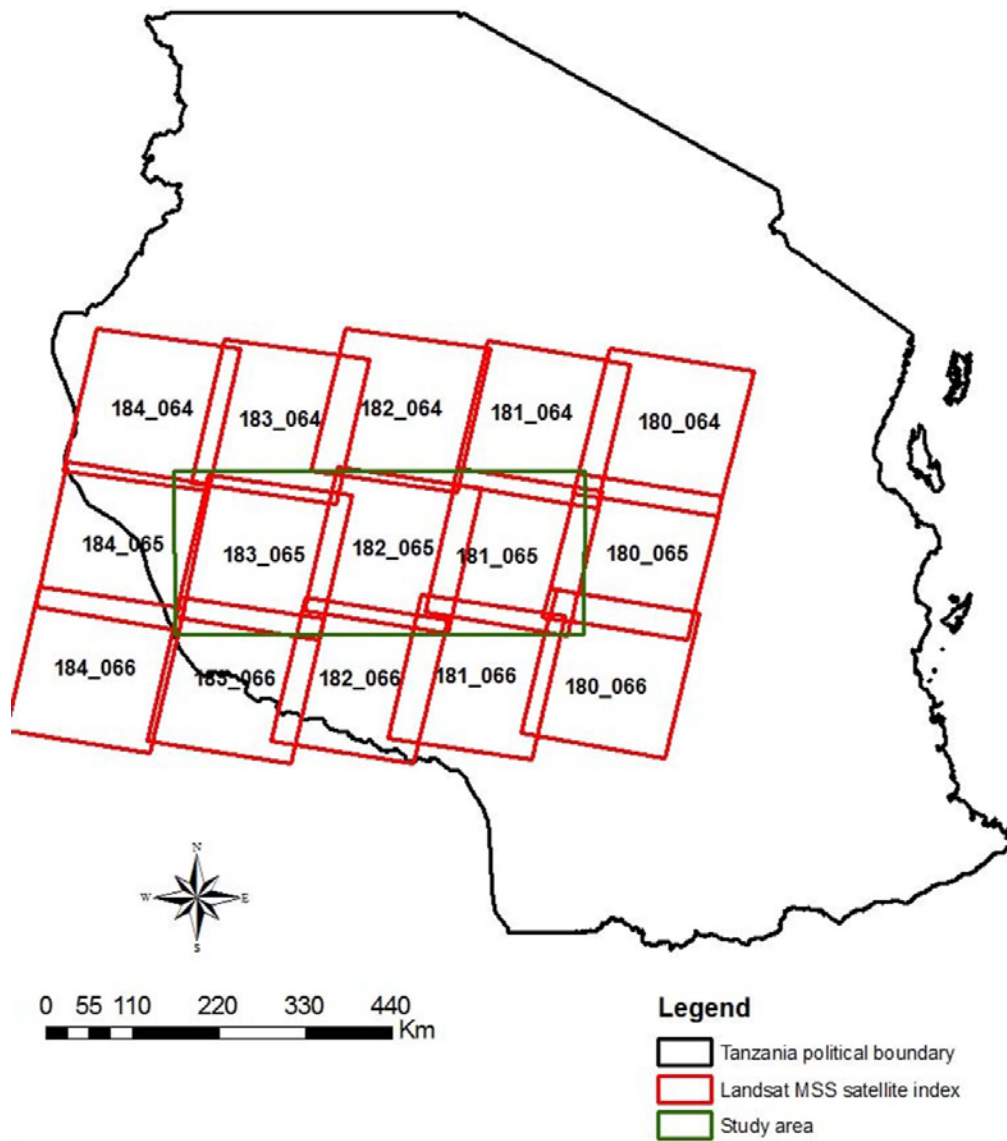 184_064
183_064
182_064
181_064
180_064
184_065
183_065
182_065
181_065
180_065
184_066
183_066
182_066
181_066
180_066
N
W
E
S
0 55 110 220 330 440
Km
Legend
Tanzania political boundary
Landsat MSS satellite index
Study area